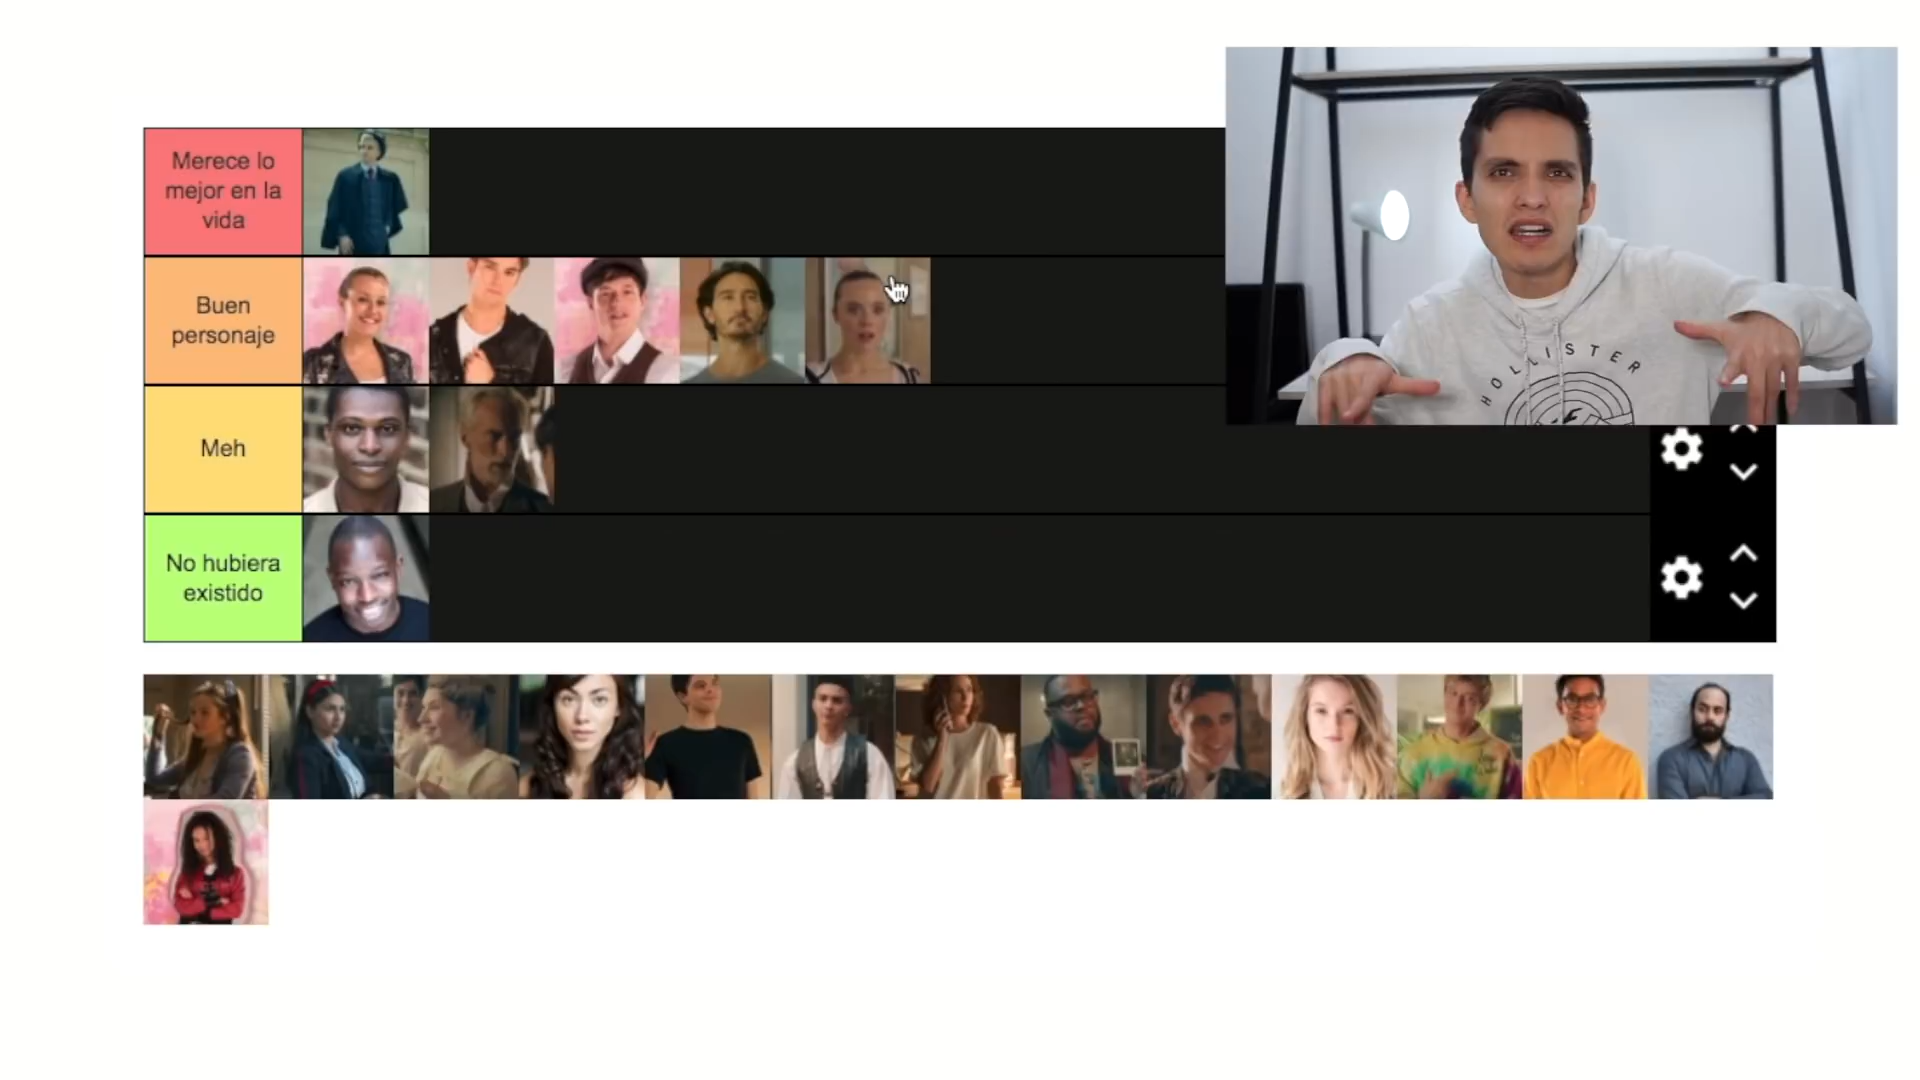 Merece lo
mejor en la
vida
Buen
personaje
Meh
No hubiera
existido
HOLLISTER